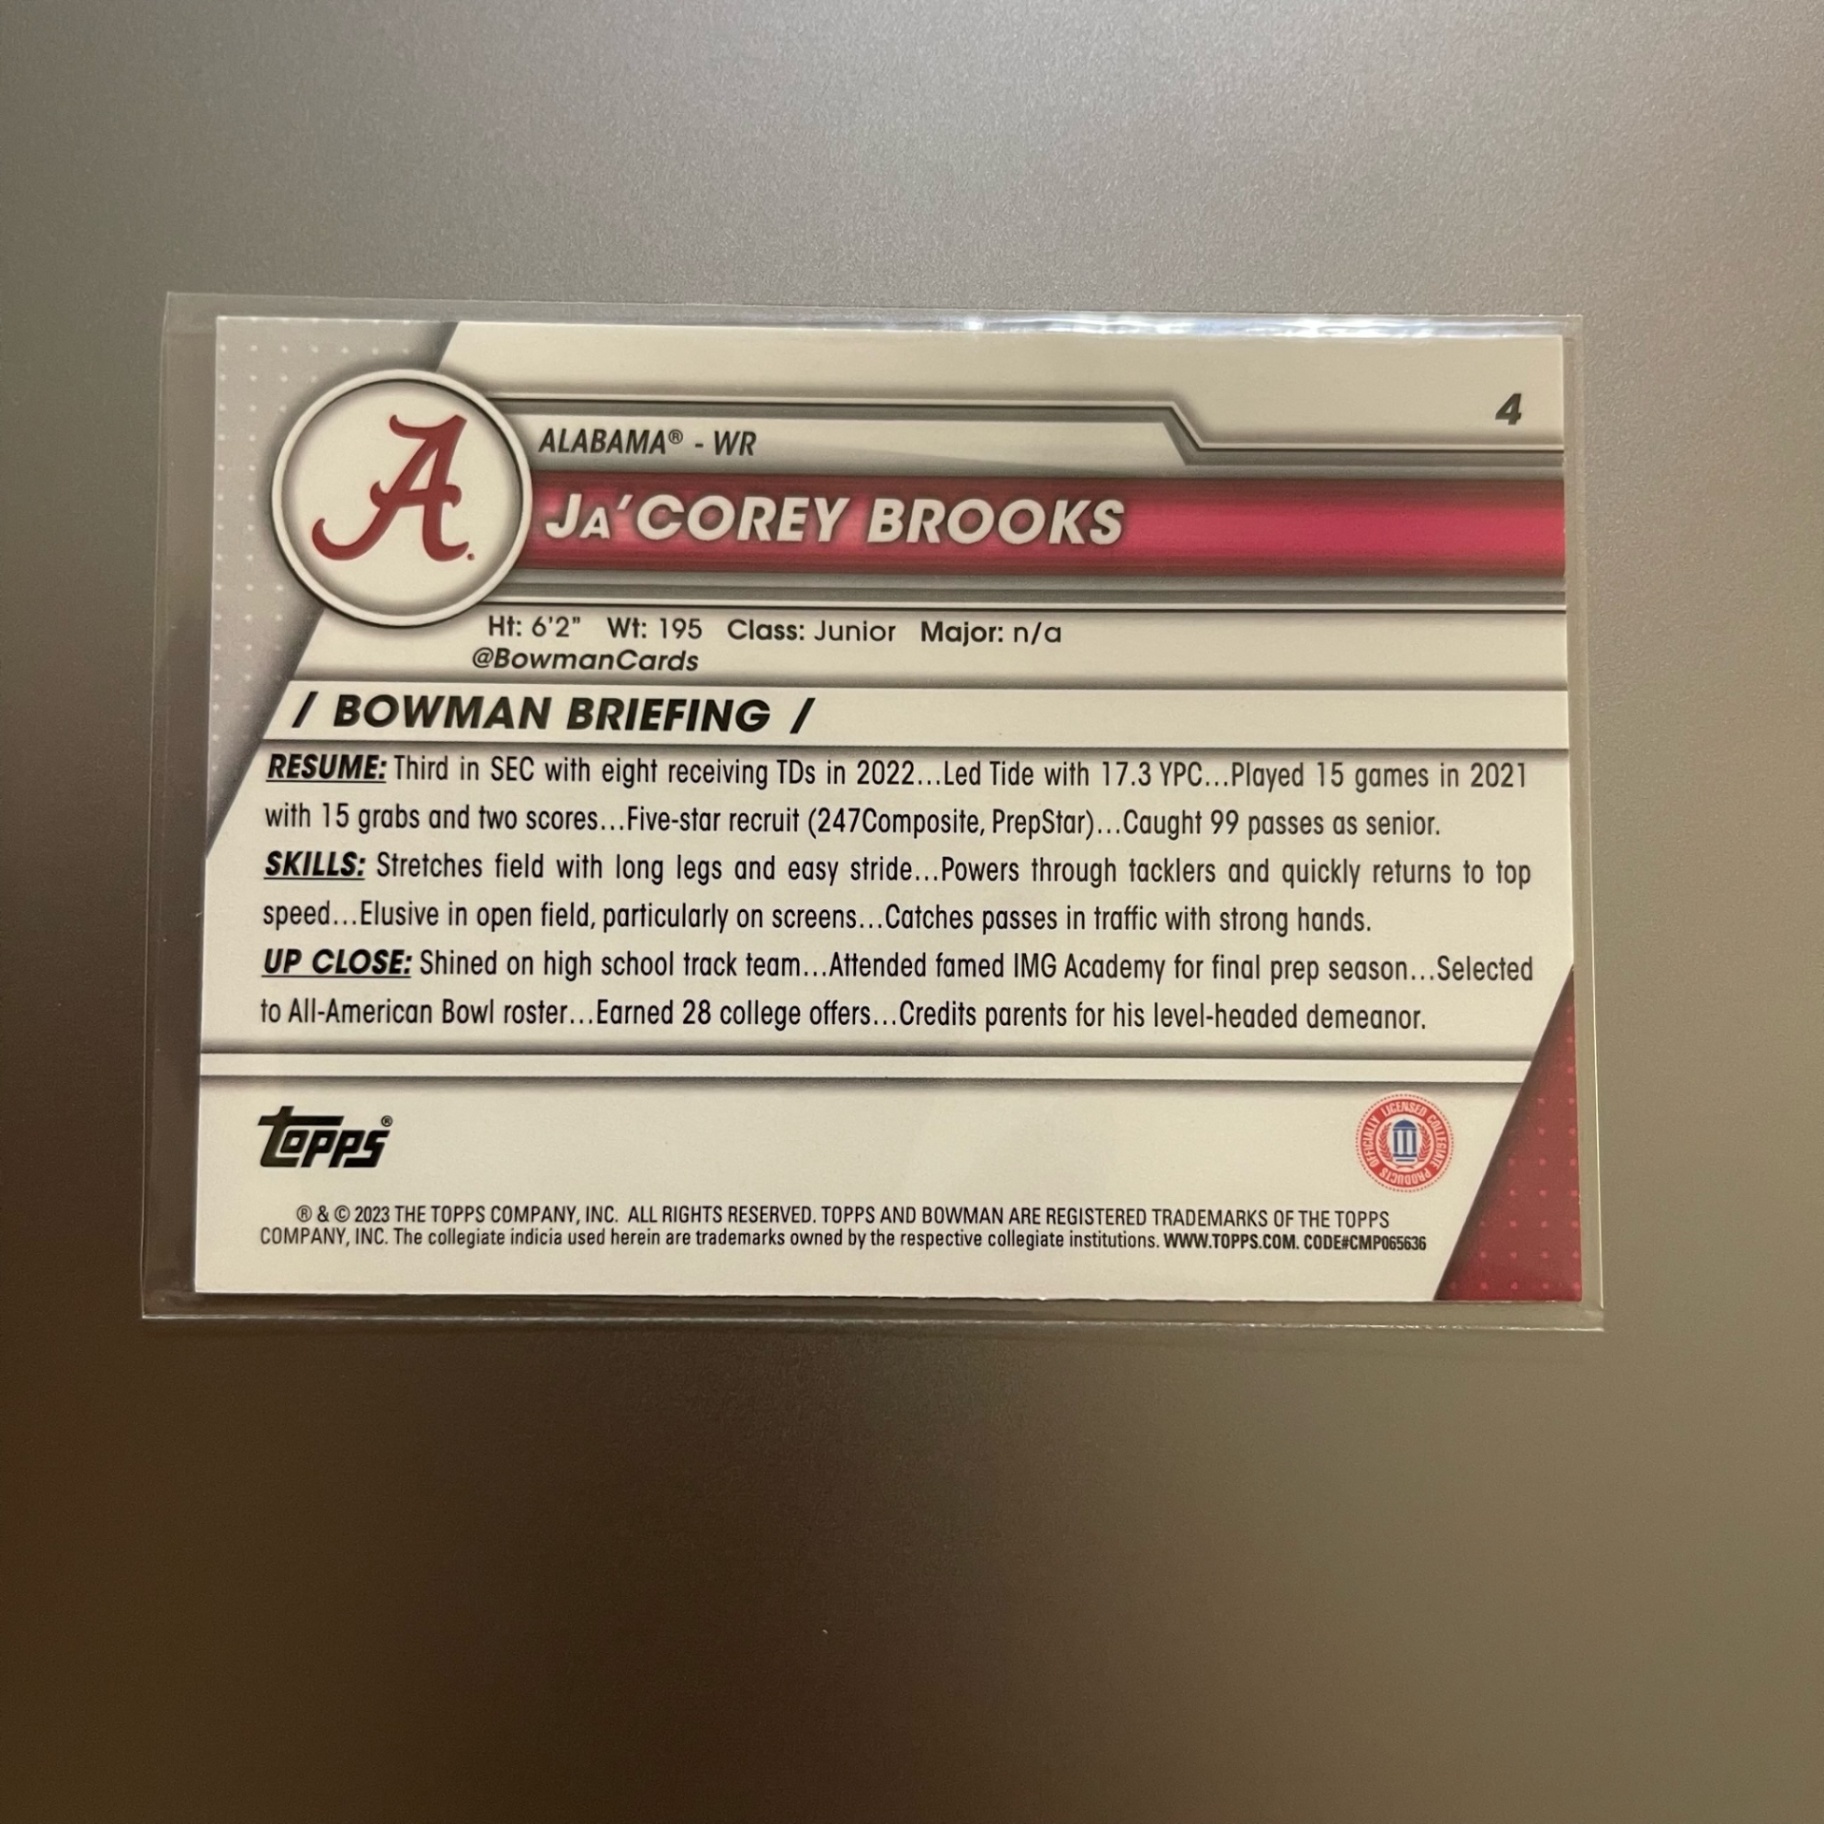 4
ALABAMA® - WR
JA'COREY BROOKS
Ht: 6'2" Wt: 195 Class: Junior Major: n/a
@BowmanCards
/ BOWMAN BRIEFING /
RESUME: Third in SEC with eight receiving TDs in 2022...Led Tide with 17.3 YPC...Played 15 games in 2021
with 15 grabs and two scores...Five-star recruit (247Composite, PrepStar)...Caught 99 passes as senior.
SKILLS: Stretches field with long legs and easy stride...Powers through tacklers and quickly returns to top
speed...Elusive in open field, particularly on screens...Catches passes in traffic with strong hands.
UP CLOSE: Shined on high school track team...Attended famed IMG Academy for final prep season...Selected
to All-American Bowl roster...Earned 28 college offers...Credits parents for his level-headed demeanor.
TOPPS®
OFFICIALLY LICENSED COLLEGIATE PRODUCTS
® & © 2023 THE TOPPS COMPANY, INC. ALL RIGHTS RESERVED. TOPPS AND BOWMAN ARE REGISTERED TRADEMARKS OF THE TOPPS
COMPANY, INC. The collegiate indicia used herein are trademarks owned by the respective collegiate institutions. WWW.TOPPS.COM. CODE#CMP065636